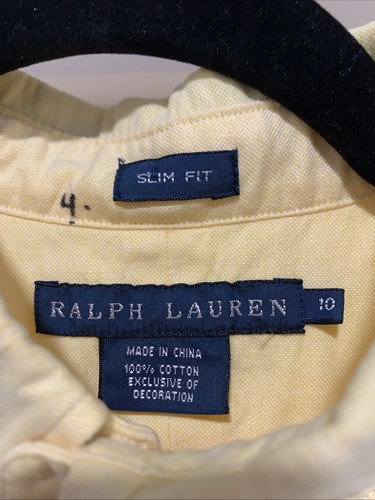 SLIM FIT
4.
RALPH LAUREN
10
MADE IN CHINA
100% COTTON
EXCLUSIVE OF
DECORATION